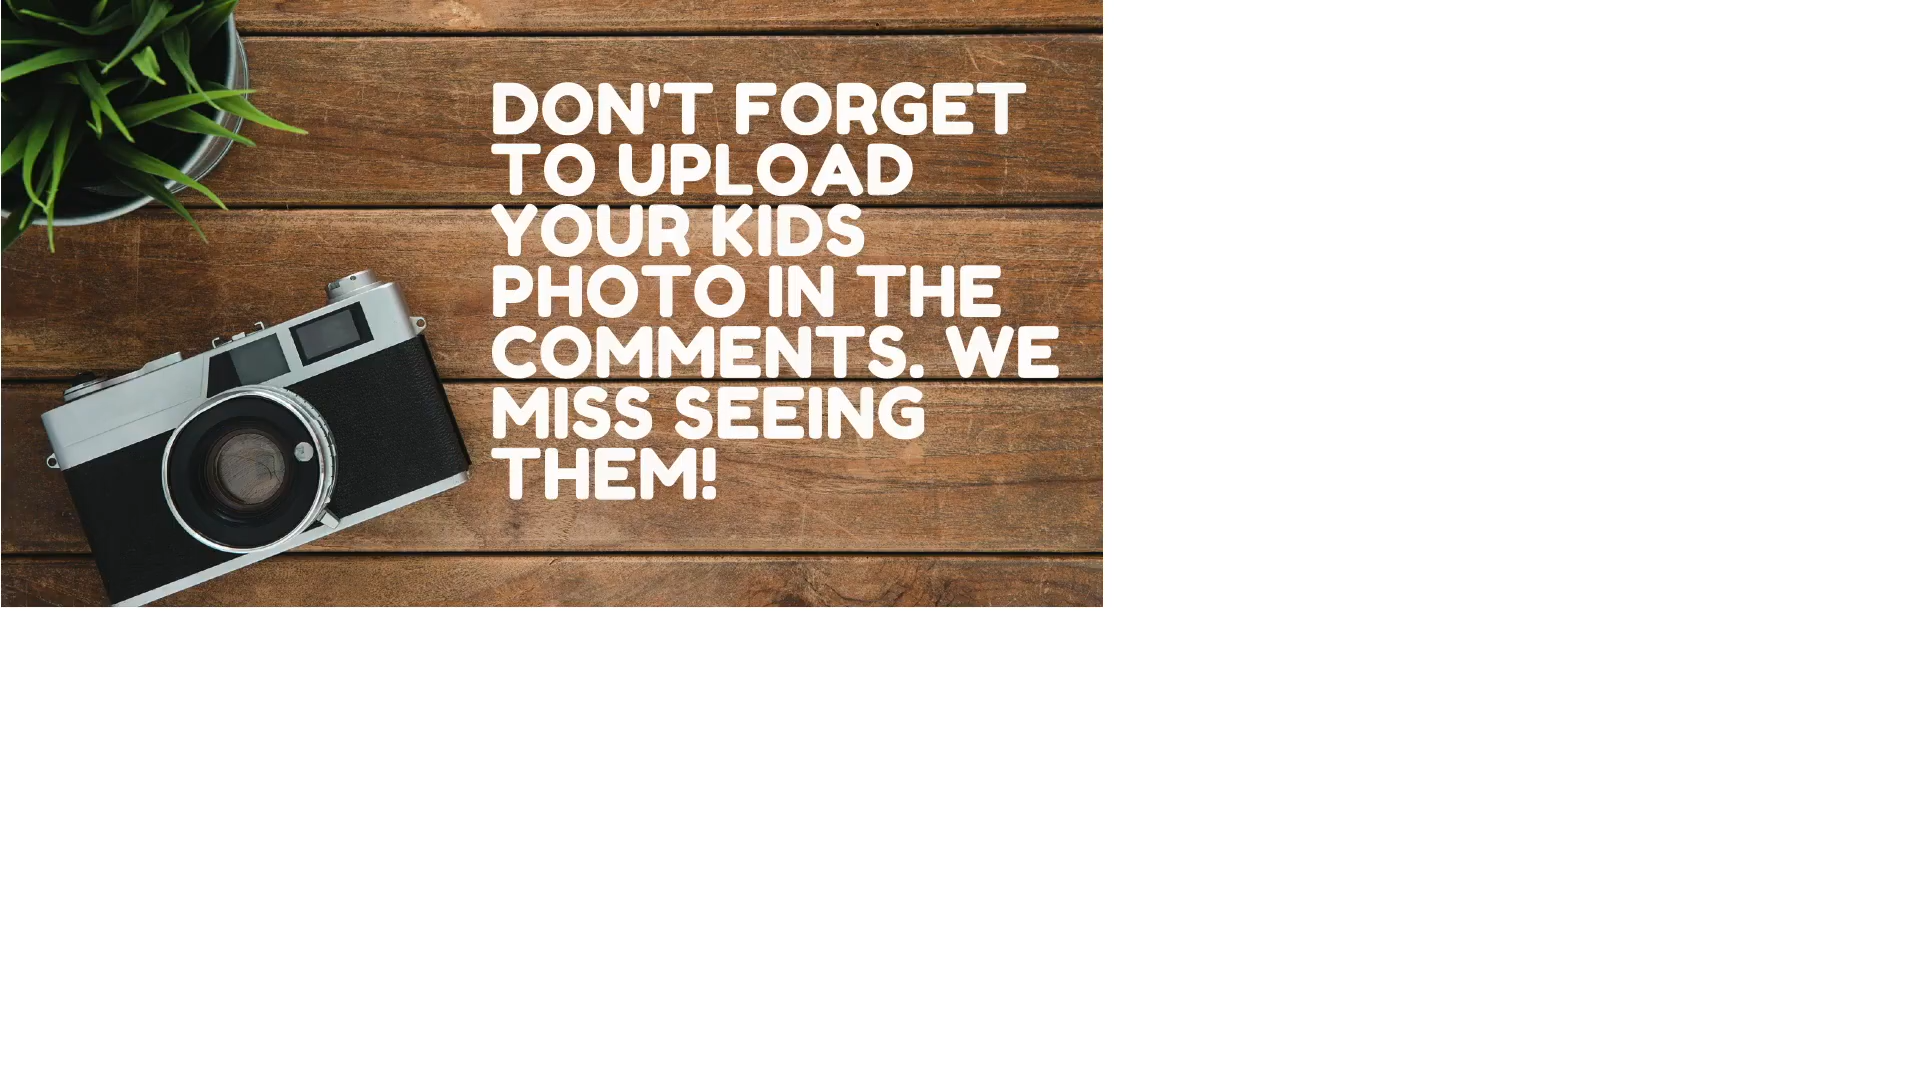 DON'T FORGET
TO UPLOAD
YOUR KIDS
PHOTO IN THE
COMMENTS. WE
MISS SEEING
THEM!